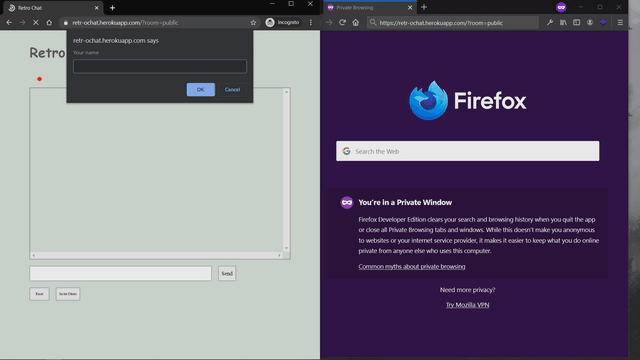 Retro Chat
retr-ochat.herokuapp.com/?room=public
Incognito
Retro
retr-ochat.herokuapp.com says
Your name
OK
Cancel
Send
Invite Others
Private Browsing
https://retr-ochat.herokuapp.com/?room=public
Firefox
Search the Web
You're in a Private Window
Firefox Developer Edition clears your search and browsing history when you quit the app
or close all Private Browsing tabs and windows. While this doesn't make you anonymous
to websites or your internet service provider, it makes it easier to keep what you do online
private from anyone else who uses this computer.
Common myths about private browsing
Need more privacy?
Try Mozilla VPN